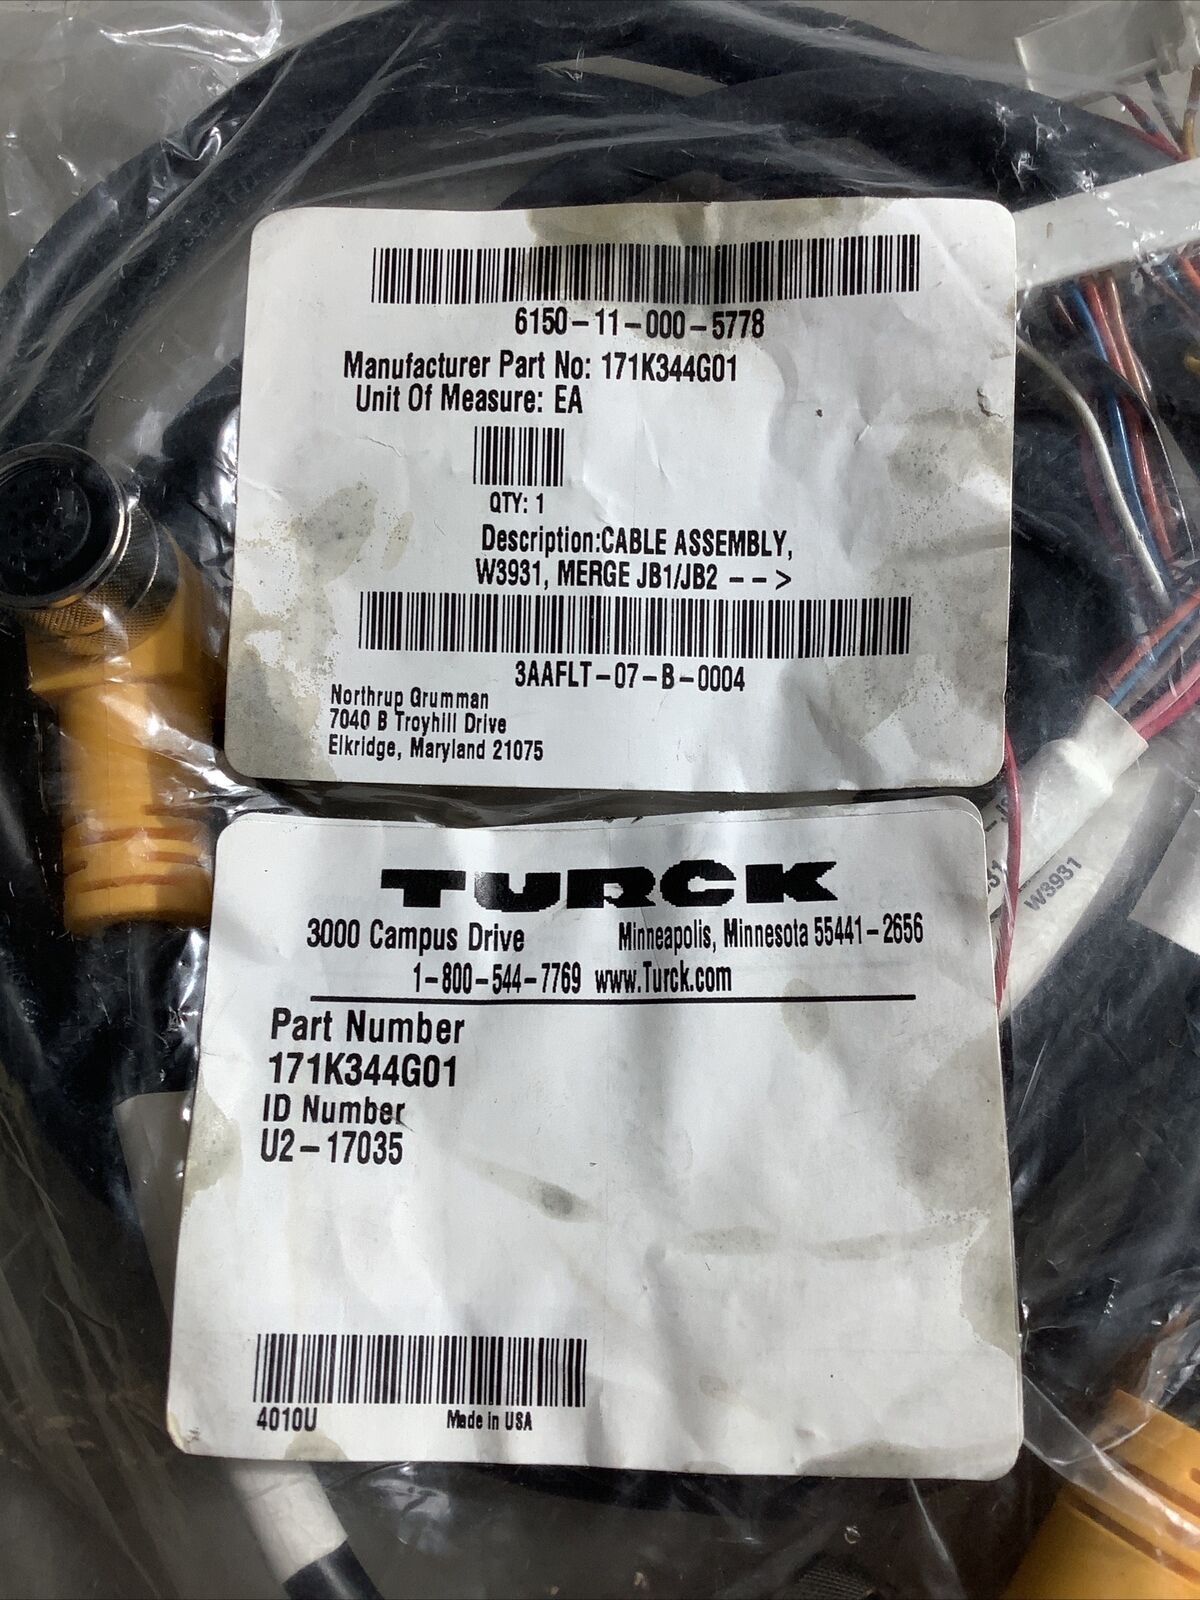 6150-11-000-5778
Manufacturer Part No: 171K344G01
Unit Of Measure: EA
QTY: 1
Description:CABLE ASSEMBLY,
W3931, MERGE JB1/JB2 -->
3AAFLT-07-B-0004
Northrup Grumman
7040 B Troyhill Drive
Elkridge, Maryland 21075
W3931
TURCK
3000 Campus Drive Minneapolis, Minnesota 55441-2656
1-800-544-7769 www.Turck.com
Part Number
171K344G01
ID Number
U2-17035
4010U Made in USA